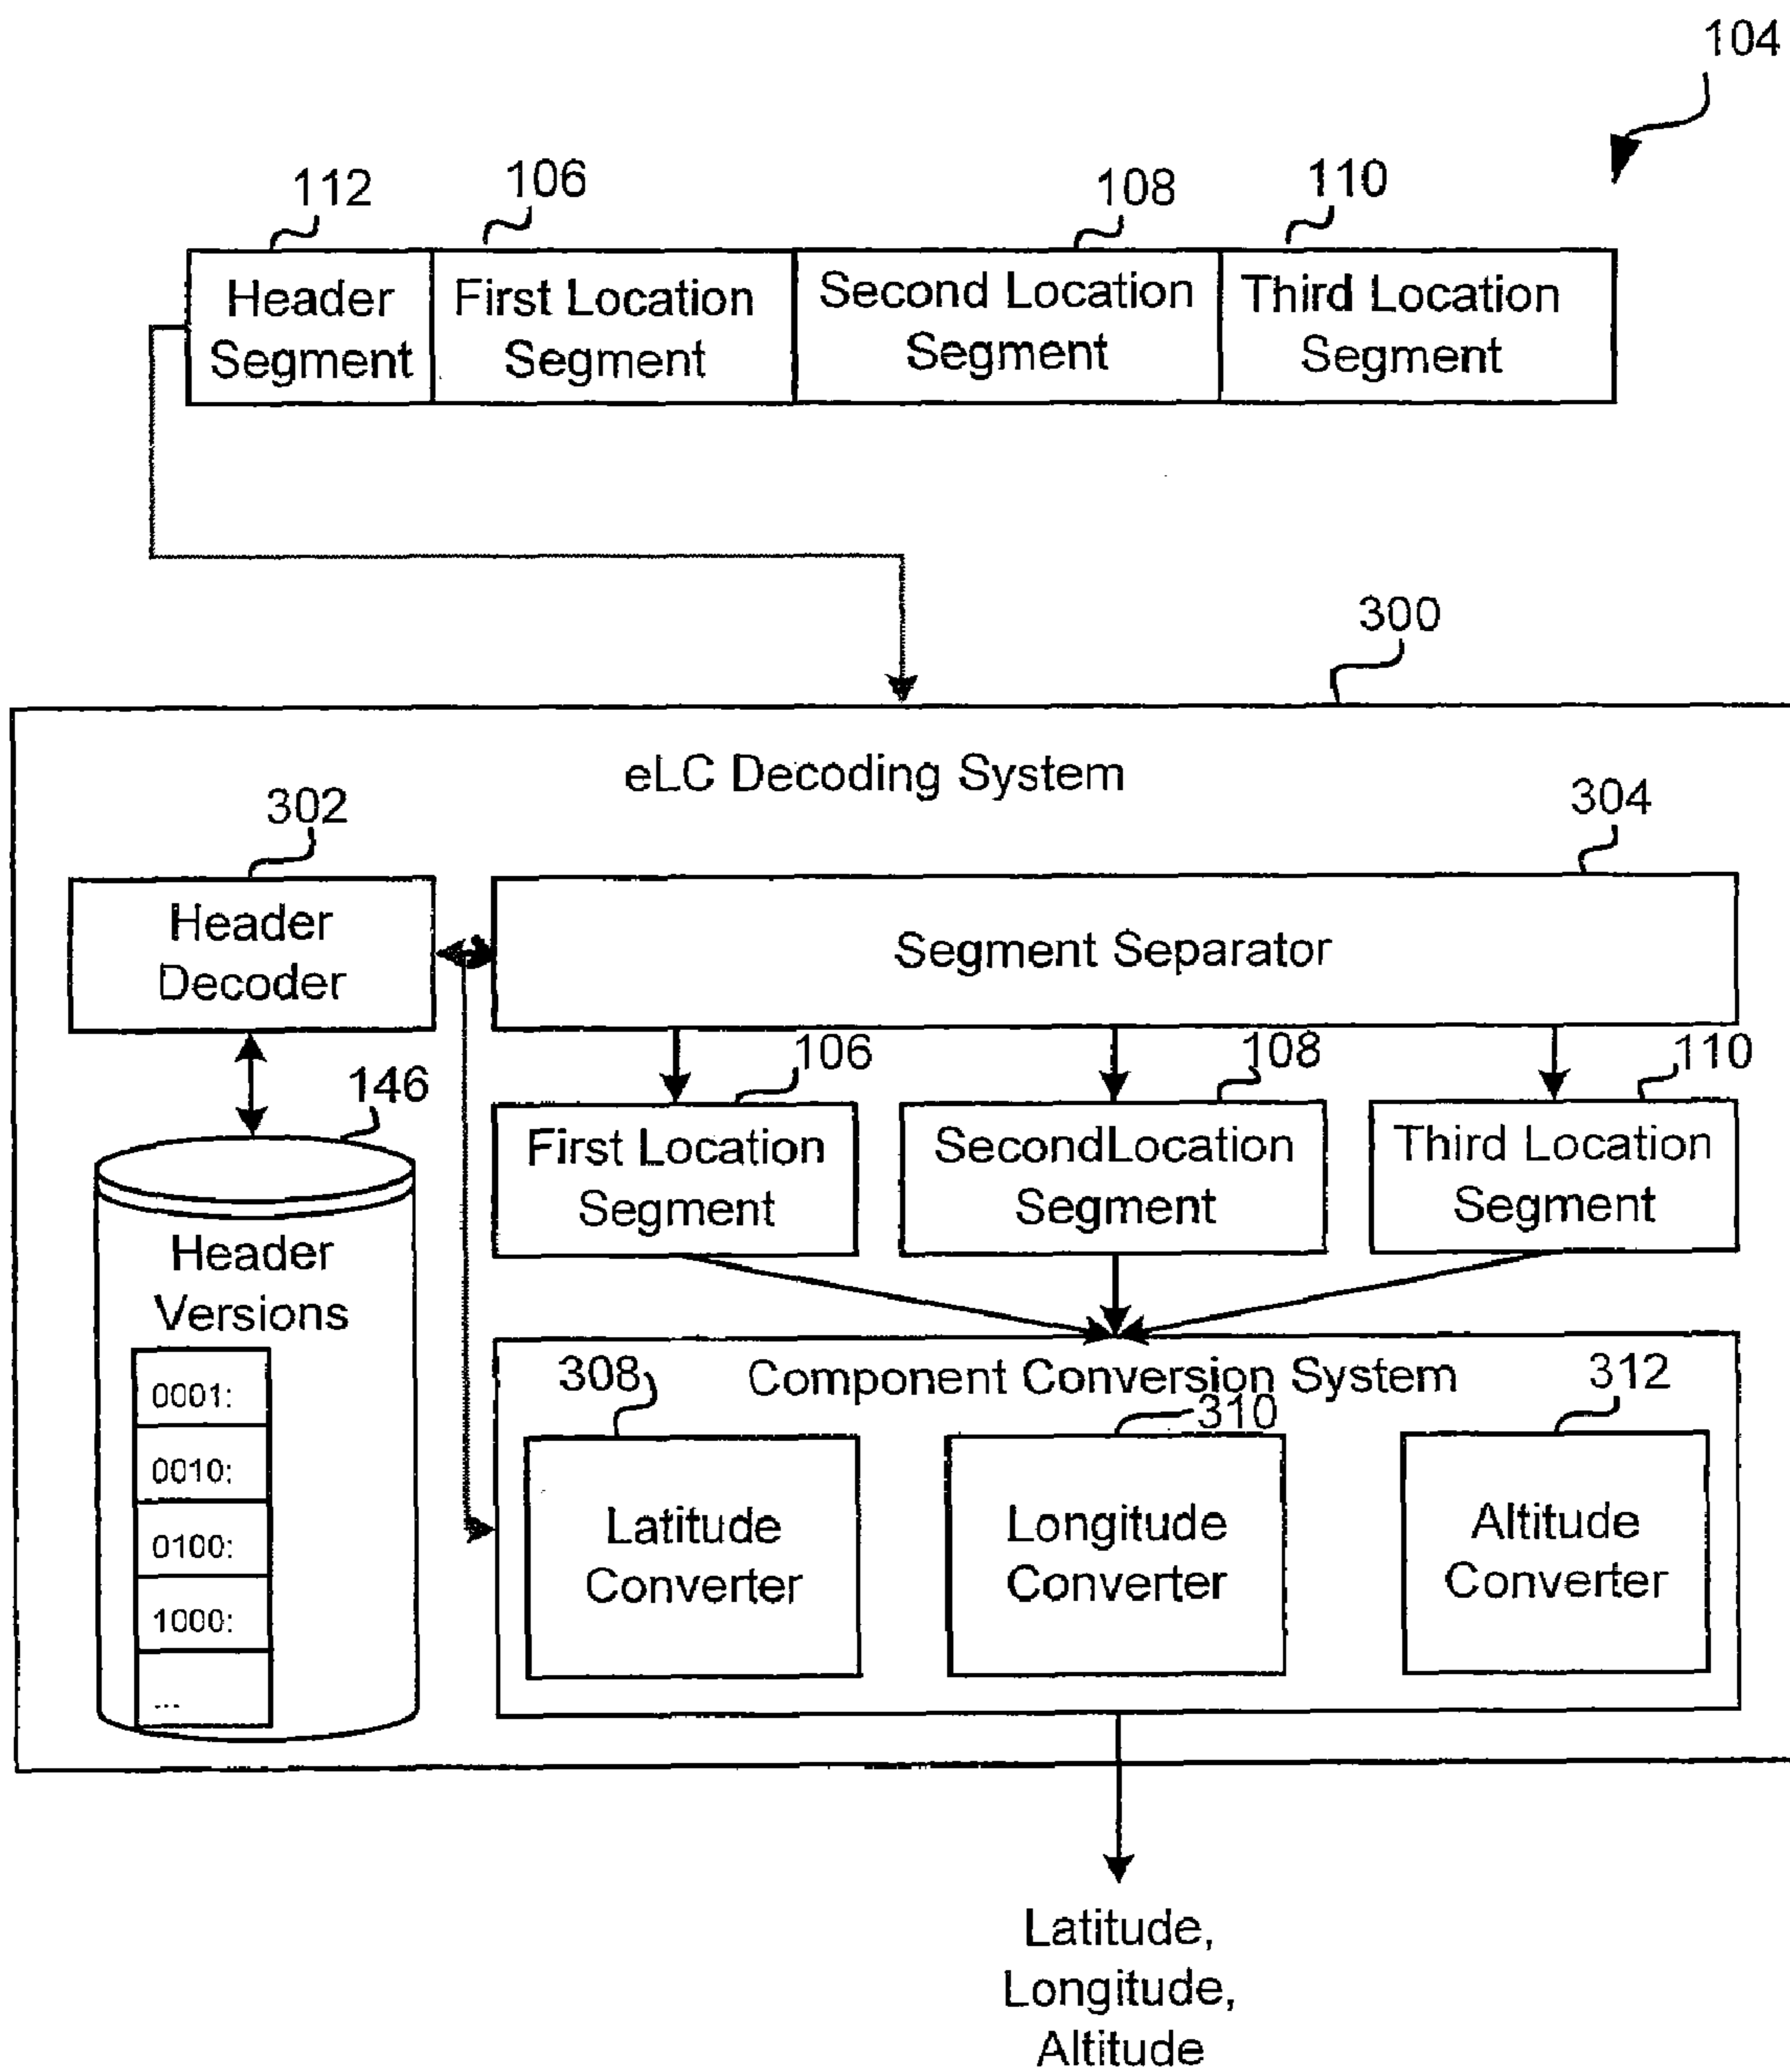 104
112
106
108
110
Header
Segment
First Location
Segment
Second Location
Segment
Third Location
Segment
300
eLC Decoding System
302
304
Header
Decoder
Segment Separator
146
106
108
110
First Location
Segment
SecondLocation
Segment
Third Location
Segment
Header
Versions
0001:
0010:
0100:
1000:
...
Component Conversion System
308
310
312
Latitude
Converter
Longitude
Converter
Altitude
Converter
Latitude,
Longitude,
Altitude